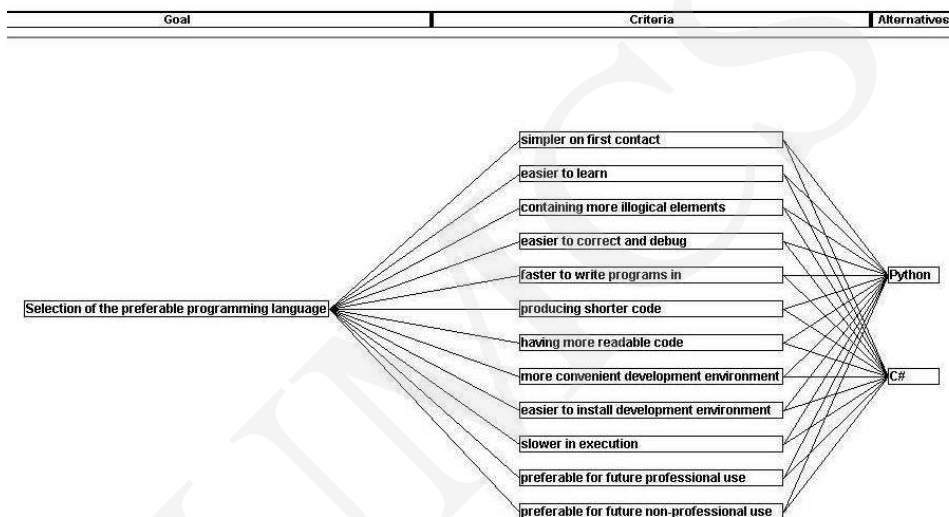 Goal Criteria Alternatives
simpler on first contact
easier to learn
containing more illogical elements
easier to correct and debug
faster to write programs in
Python
Selection of the preferable programming language
producing shorter code
having more readable code
more convenient development environment
C#
easier to install development environment
slower in execution
preferable for future professional use
preferable for future non-professional use
UMCS